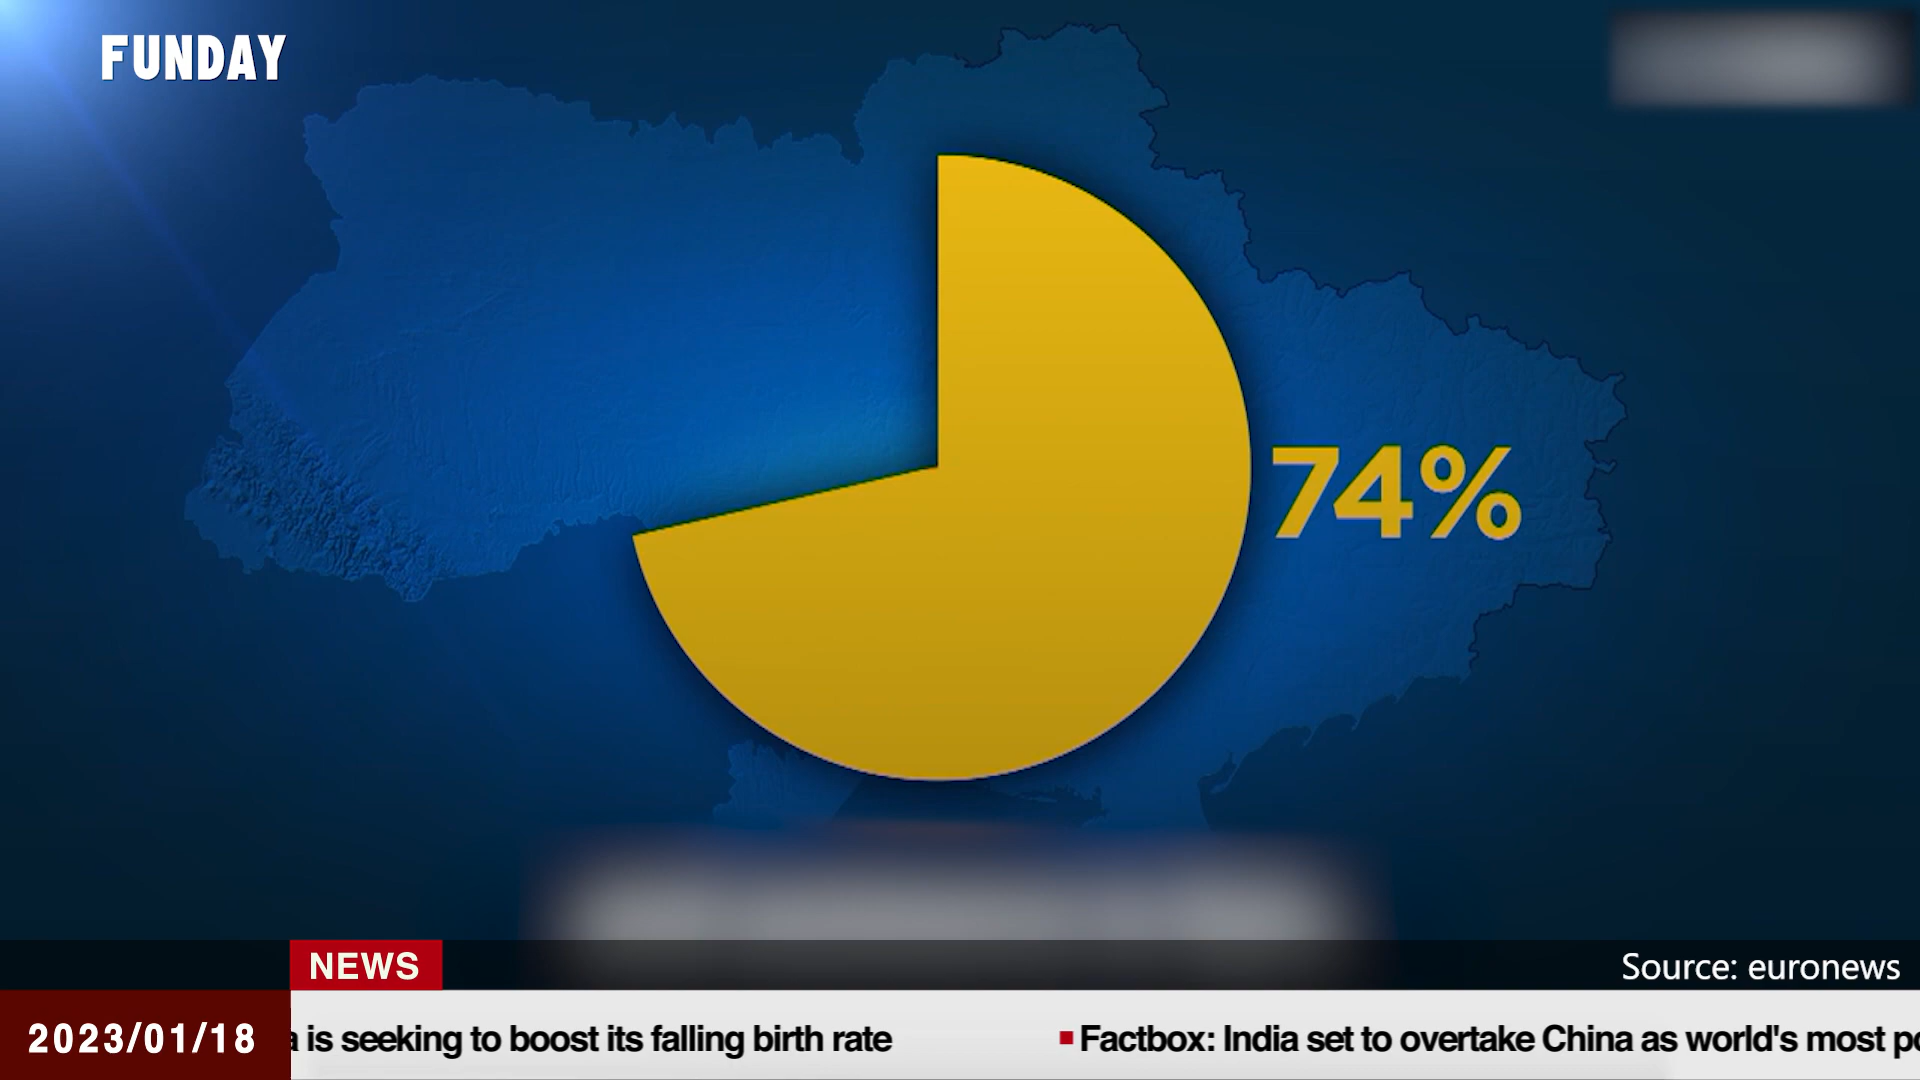 FUNDAY
74%
NEWS
Source: euronews
2023/01/18
is seeking to boost its falling birth rate
Factbox: India set to overtake China as world's most